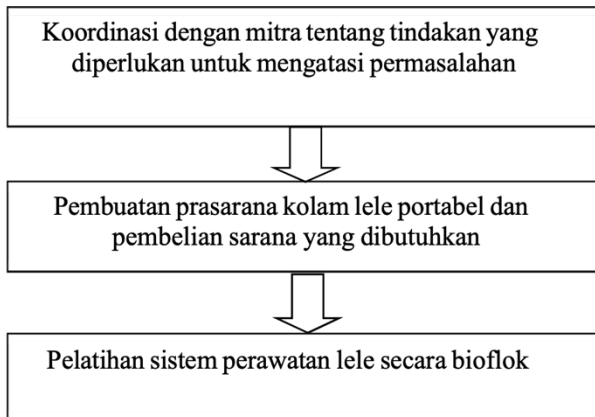 Koordinasi dengan mitra tentang tindakan yang
diperlukan untuk mengatasi permasalahan
Pembuatan prasarana kolam lele portabel dan
pembelian sarana yang dibutuhkan
Pelatihan sistem perawatan lele secara bioflok